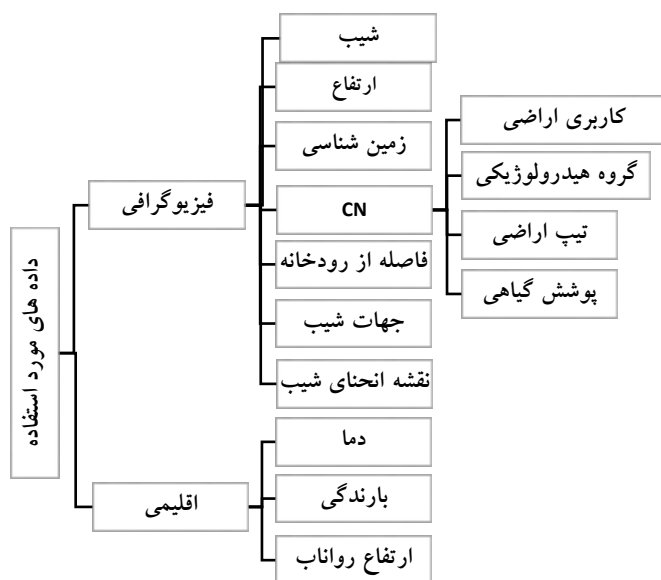 داده های مورد استفاده
فیزیوگرافی
شیب
ارتفاع
زمین شناسی
CN
کاربری اراضی
گروه هیدرولوژیکی
تیپ اراضی
پوشش گیاهی
فاصله از رودخانه
جهات شیب
نقشه انحنای شیب
اقلیمی
دما
بارندگی
ارتفاع رواناب